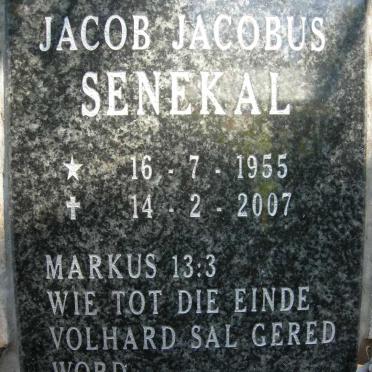 JACOB JACOBUS
SENEKAL
★ 16 - 7 - 1955
✝ 14 - 2 - 2007
MARKUS 13:3
WIE TOT DIE EINDE
VOLHARD SAL GERED
WORD